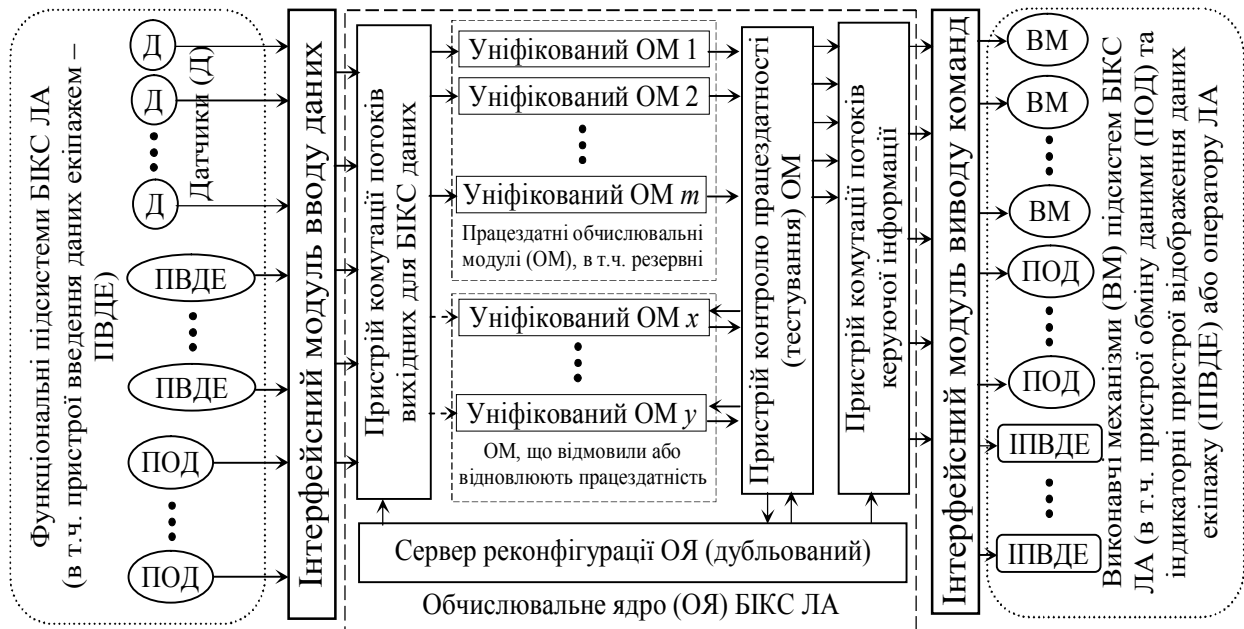 Функціональні підсистеми БІКС ЛА
(в т.ч. пристрої введення даних екіпажем –
ПВДЕ)
Д
Д
Д
Датчики (Д)
ПВДЕ
ПВДЕ
ПОД
ПОД
Інтерфейсний модуль вводу даних
Пристрій комутації потоків
вихідних для БІКС даних
Уніфікований ОМ 1
Уніфікований ОМ 2
Уніфікований ОМ m
Працездатні обчислювальні
модулі (ОМ), в т.ч. резервні
Уніфікований ОМ x
Уніфікований ОМ y
ОМ, що відмовили або
відновлюють працездатність
Пристрій контролю працездатності
(тестування) ОМ
Пристрій комутації потоків
керуючої інформації
Сервер реконфігурації ОЯ (дубльований)
Обчислювальне ядро (ОЯ) БІКС ЛА
Інтерфейсний модуль виводу команд
ВМ
ВМ
ВМ
ПОД
ПОД
ІПВДЕ
ІПВДЕ
Виконавчі механізми (ВМ) підсистем БІКС
ЛА (в т.ч. пристрої обміну даними (ПОД) та
індикаторні пристрої відображення даних
екіпажу (ІПВДЕ) або оператору ЛА